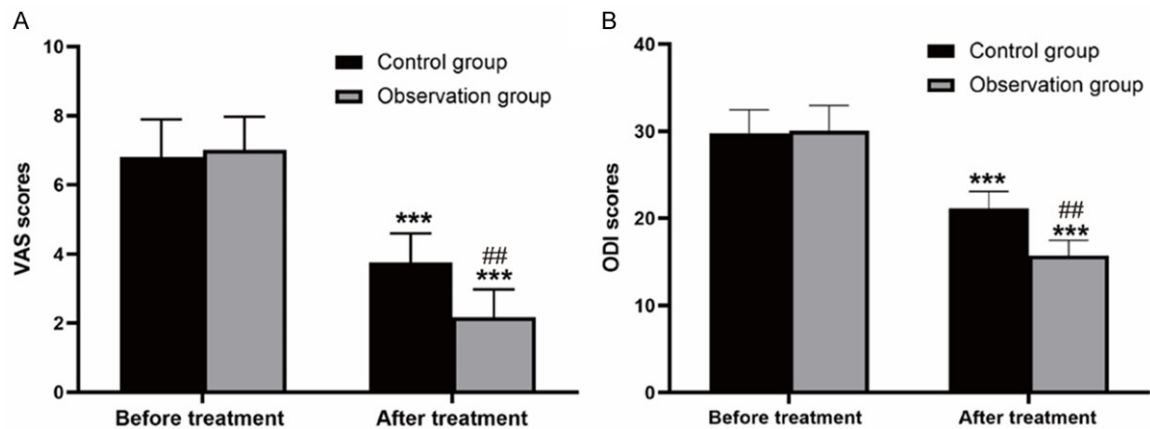 A
VAS scores
10
8
6
4
2
0
Control group
Observation group
***
##
***
Before treatment
After treatment
B
ODI scores
40
30
20
10
0
Control group
Observation group
***
##
***
Before treatment
After treatment